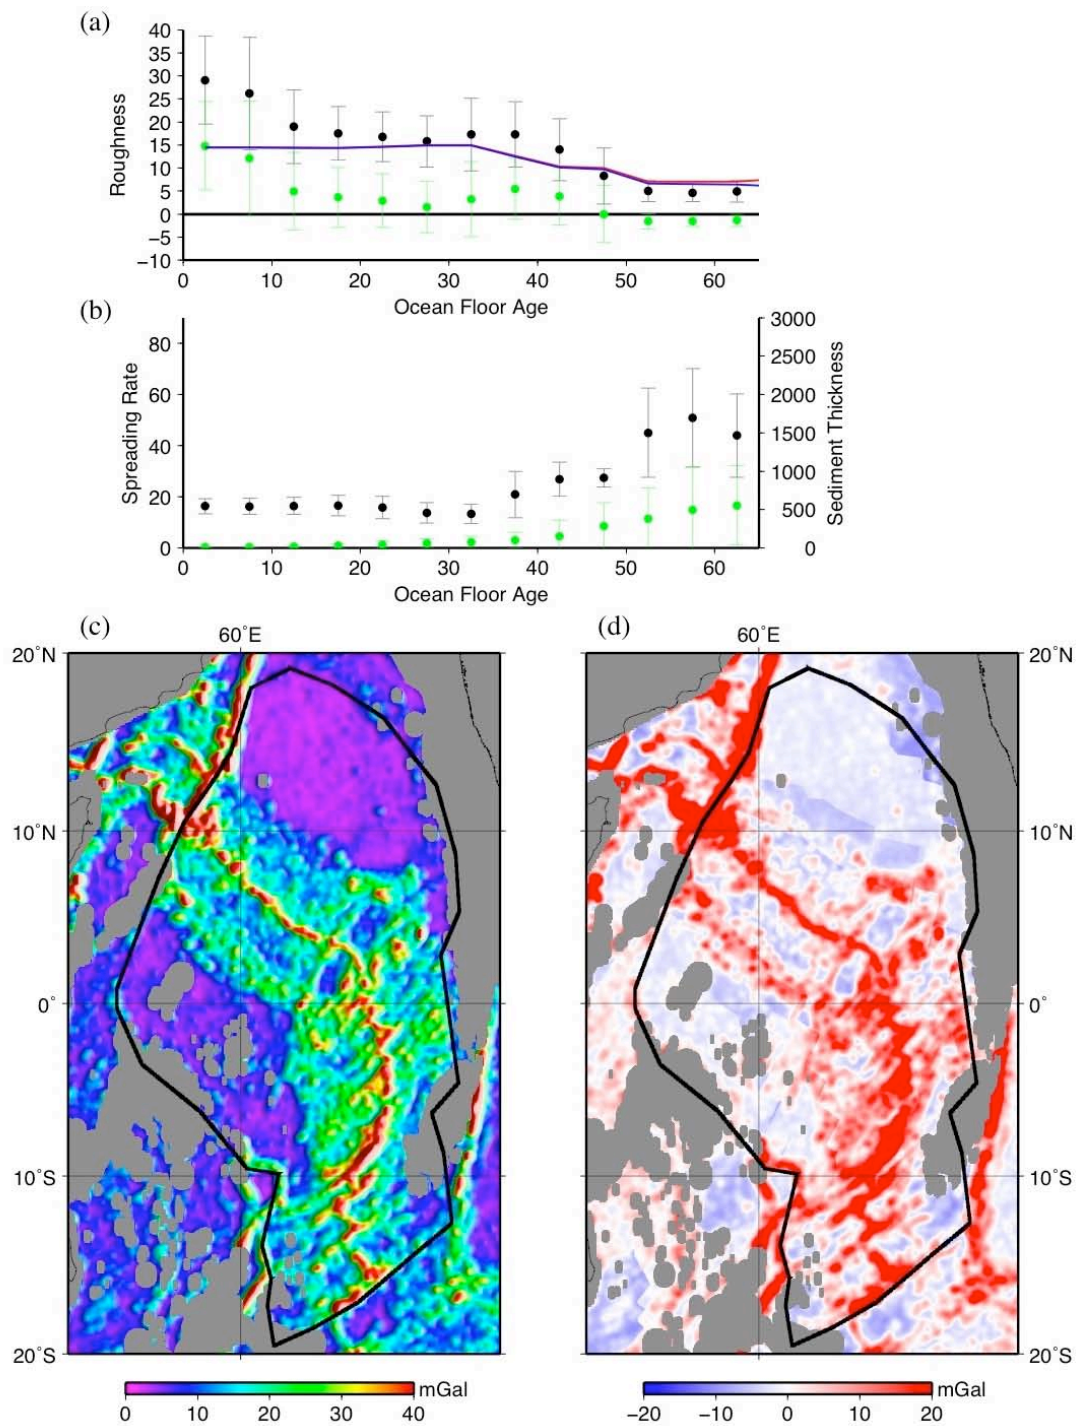 (a)
40
35
30
25
20
15
10
5
0
−5
−10
Roughness
0 10 20 30 40 50 60
Ocean Floor Age
(b)
80
60
40
20
0
Spreading Rate
3000
2500
2000
1500
1000
500
0
Sediment Thickness
0 10 20 30 40 50 60
Ocean Floor Age
(c) (d)
60°E 60°E
20°N 20°N
10°N 10°N
0° 0°
10°S 10°S
20°S 20°S
mGal mGal
0 10 20 30 40 −20 −10 0 10 20